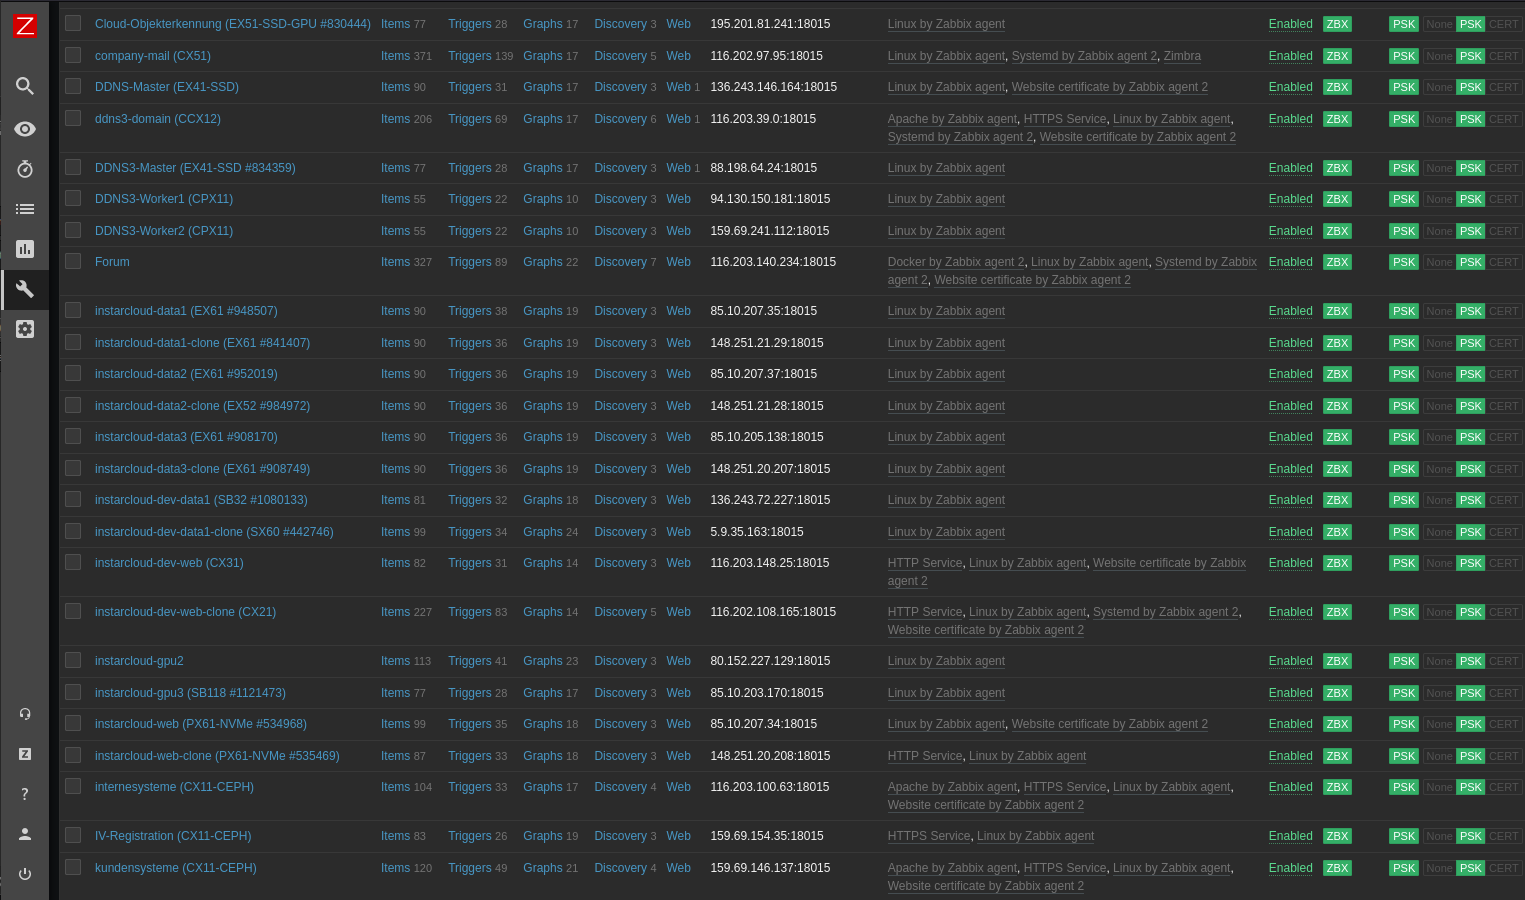 Z
Cloud-Objekterkennung (EX51-SSD-GPU #830444) Items 77 Triggers 28 Graphs 17 Discovery 3 Web 195.201.81.241:18015 Linux by Zabbix agent Enabled ZBX PSK None PSK CERT
company-mail (CX51) Items 371 Triggers 139 Graphs 17 Discovery 5 Web 116.202.97.95:18015 Linux by Zabbix agent, Systemd by Zabbix agent 2, Zimbra Enabled ZBX PSK None PSK CERT
DDNS-Master (EX41-SSD) Items 90 Triggers 31 Graphs 17 Discovery 3 Web 1 136.243.146.164:18015 Linux by Zabbix agent, Website certificate by Zabbix agent 2 Enabled ZBX PSK None PSK CERT
ddns3-domain (CCX12) Items 206 Triggers 69 Graphs 17 Discovery 6 Web 1 116.203.39.0:18015 Apache by Zabbix agent, HTTPS Service, Linux by Zabbix agent, Enabled ZBX PSK None PSK CERT
Systemd by Zabbix agent 2, Website certificate by Zabbix agent 2
DDNS3-Master (EX41-SSD #834359) Items 77 Triggers 28 Graphs 17 Discovery 3 Web 1 88.198.64.24:18015 Linux by Zabbix agent Enabled ZBX PSK None PSK CERT
DDNS3-Worker1 (CPX11) Items 55 Triggers 22 Graphs 10 Discovery 3 Web 94.130.150.181:18015 Linux by Zabbix agent Enabled ZBX PSK None PSK CERT
DDNS3-Worker2 (CPX11) Items 55 Triggers 22 Graphs 10 Discovery 3 Web 159.69.241.112:18015 Linux by Zabbix agent Enabled ZBX PSK None PSK CERT
Forum Items 327 Triggers 89 Graphs 22 Discovery 7 Web 116.203.140.234:18015 Docker by Zabbix agent 2, Linux by Zabbix agent, Systemd by Zabbix Enabled ZBX PSK None PSK CERT
agent 2, Website certificate by Zabbix agent 2
instarcloud-data1 (EX61 #948507) Items 90 Triggers 38 Graphs 19 Discovery 3 Web 85.10.207.35:18015 Linux by Zabbix agent Enabled ZBX PSK None PSK CERT
instarcloud-data1-clone (EX61 #841407) Items 90 Triggers 36 Graphs 19 Discovery 3 Web 148.251.21.29:18015 Linux by Zabbix agent Enabled ZBX PSK None PSK CERT
instarcloud-data2 (EX61 #952019) Items 90 Triggers 36 Graphs 19 Discovery 3 Web 85.10.207.37:18015 Linux by Zabbix agent Enabled ZBX PSK None PSK CERT
instarcloud-data2-clone (EX52 #984972) Items 90 Triggers 36 Graphs 19 Discovery 3 Web 148.251.21.28:18015 Linux by Zabbix agent Enabled ZBX PSK None PSK CERT
instarcloud-data3 (EX61 #908170) Items 90 Triggers 36 Graphs 19 Discovery 3 Web 85.10.205.138:18015 Linux by Zabbix agent Enabled ZBX PSK None PSK CERT
instarcloud-data3-clone (EX61 #908749) Items 90 Triggers 36 Graphs 19 Discovery 3 Web 148.251.20.207:18015 Linux by Zabbix agent Enabled ZBX PSK None PSK CERT
instarcloud-dev-data1 (SB32 #1080133) Items 81 Triggers 32 Graphs 18 Discovery 3 Web 136.243.72.227:18015 Linux by Zabbix agent Enabled ZBX PSK None PSK CERT
instarcloud-dev-data1-clone (SX60 #442746) Items 99 Triggers 34 Graphs 24 Discovery 3 Web 5.9.35.163:18015 Linux by Zabbix agent Enabled ZBX PSK None PSK CERT
instarcloud-dev-web (CX31) Items 82 Triggers 31 Graphs 14 Discovery 3 Web 116.203.148.25:18015 HTTP Service, Linux by Zabbix agent, Website certificate by Zabbix Enabled ZBX PSK None PSK CERT
agent 2
instarcloud-dev-web-clone (CX21) Items 227 Triggers 83 Graphs 14 Discovery 5 Web 116.202.108.165:18015 HTTP Service, Linux by Zabbix agent, Systemd by Zabbix agent 2, Enabled ZBX PSK None PSK CERT
Website certificate by Zabbix agent 2
instarcloud-gpu2 Items 113 Triggers 41 Graphs 23 Discovery 3 Web 80.152.227.129:18015 Linux by Zabbix agent Enabled ZBX PSK None PSK CERT
instarcloud-gpu3 (SB118 #1121473) Items 77 Triggers 28 Graphs 17 Discovery 3 Web 85.10.203.170:18015 Linux by Zabbix agent Enabled ZBX PSK None PSK CERT
instarcloud-web (PX61-NVMe #534968) Items 99 Triggers 35 Graphs 18 Discovery 3 Web 85.10.207.34:18015 Linux by Zabbix agent, Website certificate by Zabbix agent 2 Enabled ZBX PSK None PSK CERT
instarcloud-web-clone (PX61-NVMe #535469) Items 87 Triggers 33 Graphs 18 Discovery 3 Web 148.251.20.208:18015 HTTP Service, Linux by Zabbix agent Enabled ZBX PSK None PSK CERT
internesysteme (CX11-CEPH) Items 104 Triggers 33 Graphs 17 Discovery 4 Web 116.203.100.63:18015 Apache by Zabbix agent, HTTPS Service, Linux by Zabbix agent, Enabled ZBX PSK None PSK CERT
Website certificate by Zabbix agent 2
IV-Registration (CX11-CEPH) Items 83 Triggers 26 Graphs 19 Discovery 3 Web 159.69.154.35:18015 HTTPS Service, Linux by Zabbix agent Enabled ZBX PSK None PSK CERT
kundensysteme (CX11-CEPH) Items 120 Triggers 49 Graphs 21 Discovery 4 Web 159.69.146.137:18015 Apache by Zabbix agent, HTTPS Service, Linux by Zabbix agent, Enabled ZBX PSK None PSK CERT
Website certificate by Zabbix agent 2
Z
?